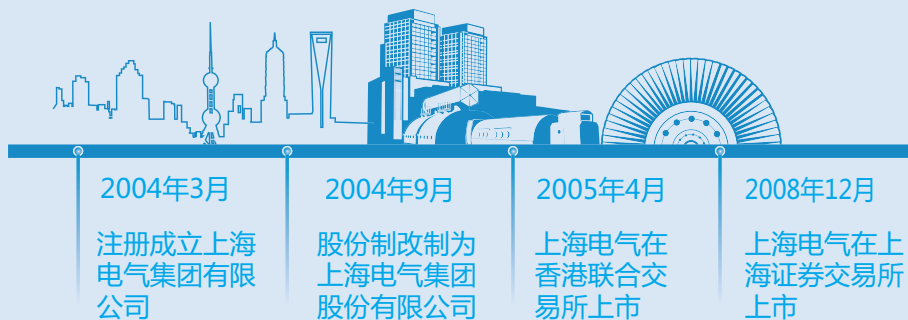 2004年3月
注册成立上海
电气集团有限
公司
2004年9月
股份制改制为
上海电气集团
股份有限公司
2005年4月
上海电气在
香港联合交
易所上市
2008年12月
上海电气在上
海证券交易所
上市